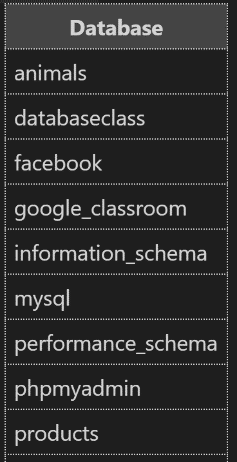 Database
animals
databaseclass
facebook
google_classroom
information_schema
mysql
performance_schema
phpmyadmin
products